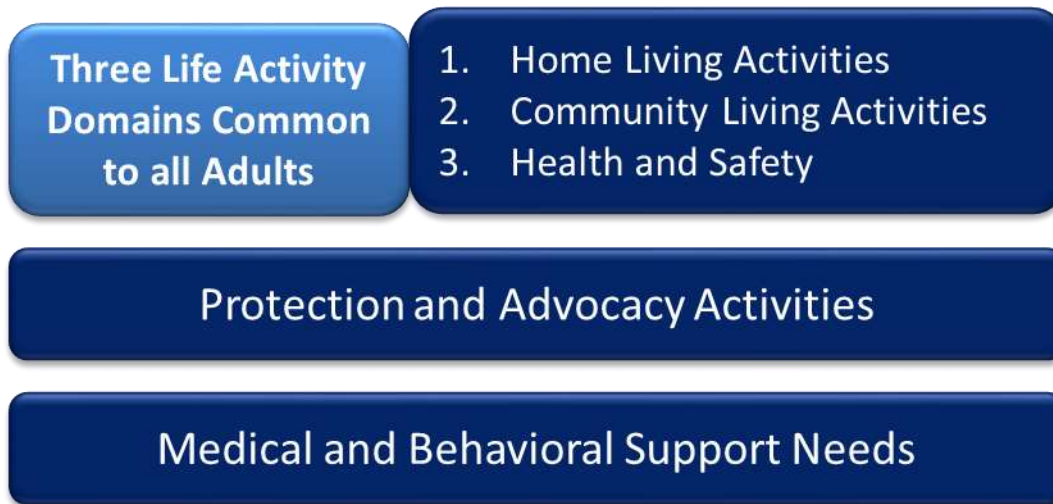 Three Life Activity
Domains Common
to all Adults
1. Home Living Activities
2. Community Living Activities
3. Health and Safety
Protection and Advocacy Activities
Medical and Behavioral Support Needs